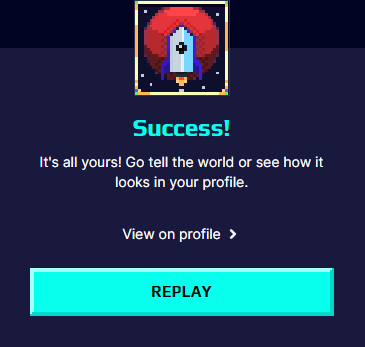 Success!
It's all yours! Go tell the world or see how it
looks in your profile.
View on profile
REPLAY